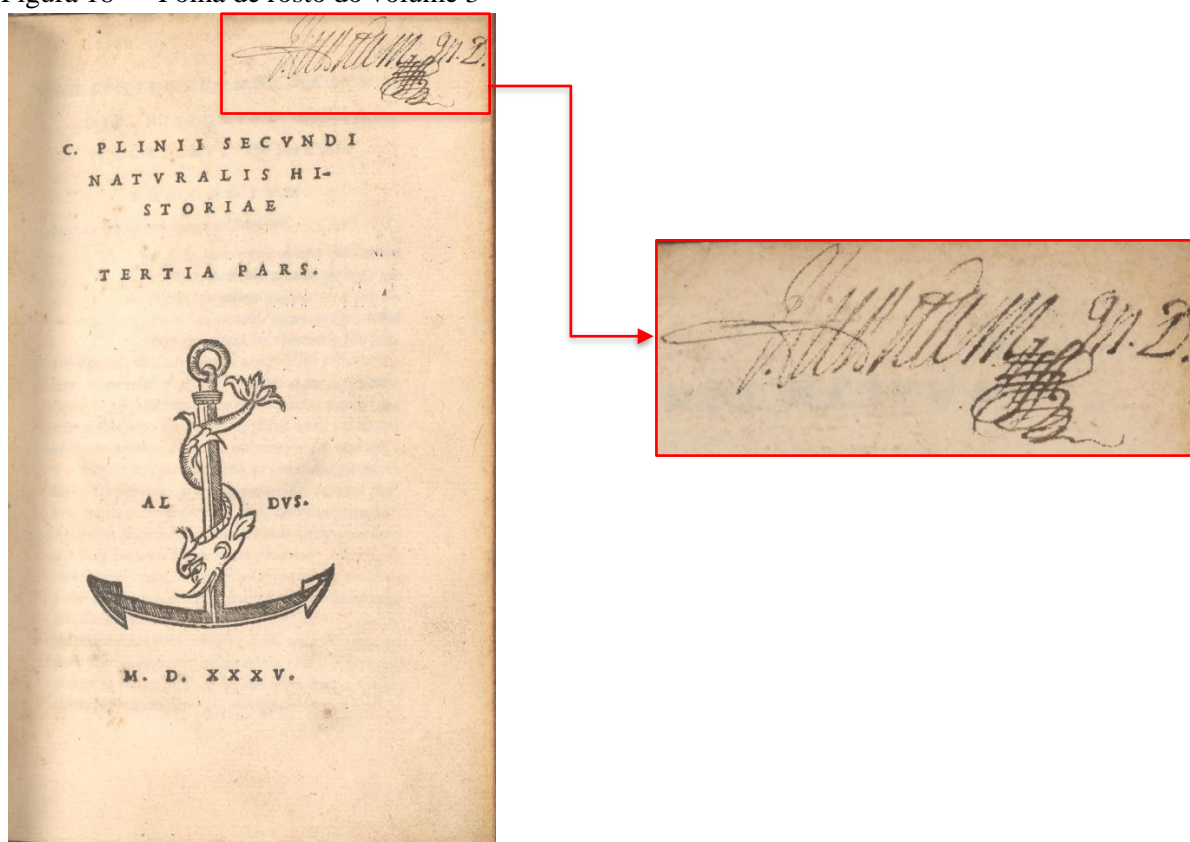 Figura 18 — Folha de rosto do volume 3
M. D.
C. PLINII SECVNDI
NATVRALIS HI-
STORIAE
TERTIA PARS.
AL DVS.
M. D. XXXV.
M. D.